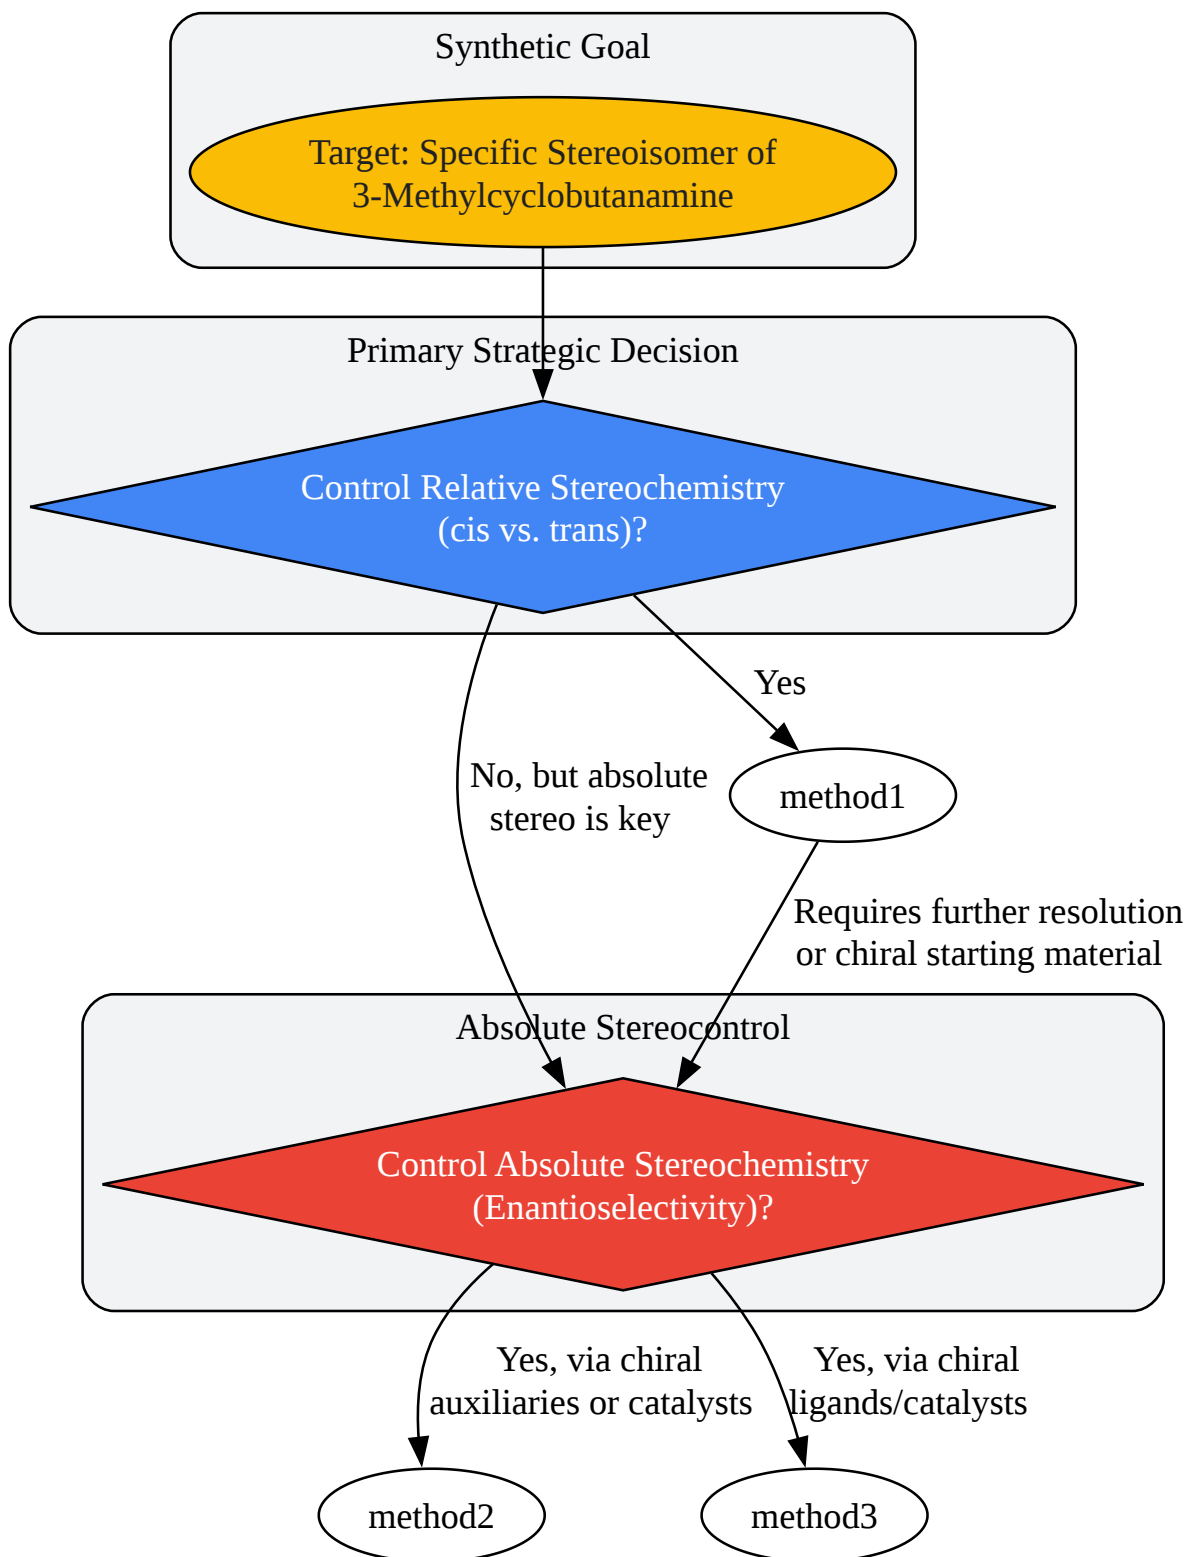 Synthetic Goal
Target: Specific Stereoisomer of
3-Methylcyclobutanamine
Primary Strategic Decision
Control Relative Stereochemistry
(cis vs. trans)?
Yes
No, but absolute
stereo is key
method1
Requires further resolution
or chiral starting material
Absolute Stereocontrol
Control Absolute Stereochemistry
(Enantioselectivity)?
Yes, via chiral
auxiliaries or catalysts
Yes, via chiral
ligands/catalysts
method2
method3